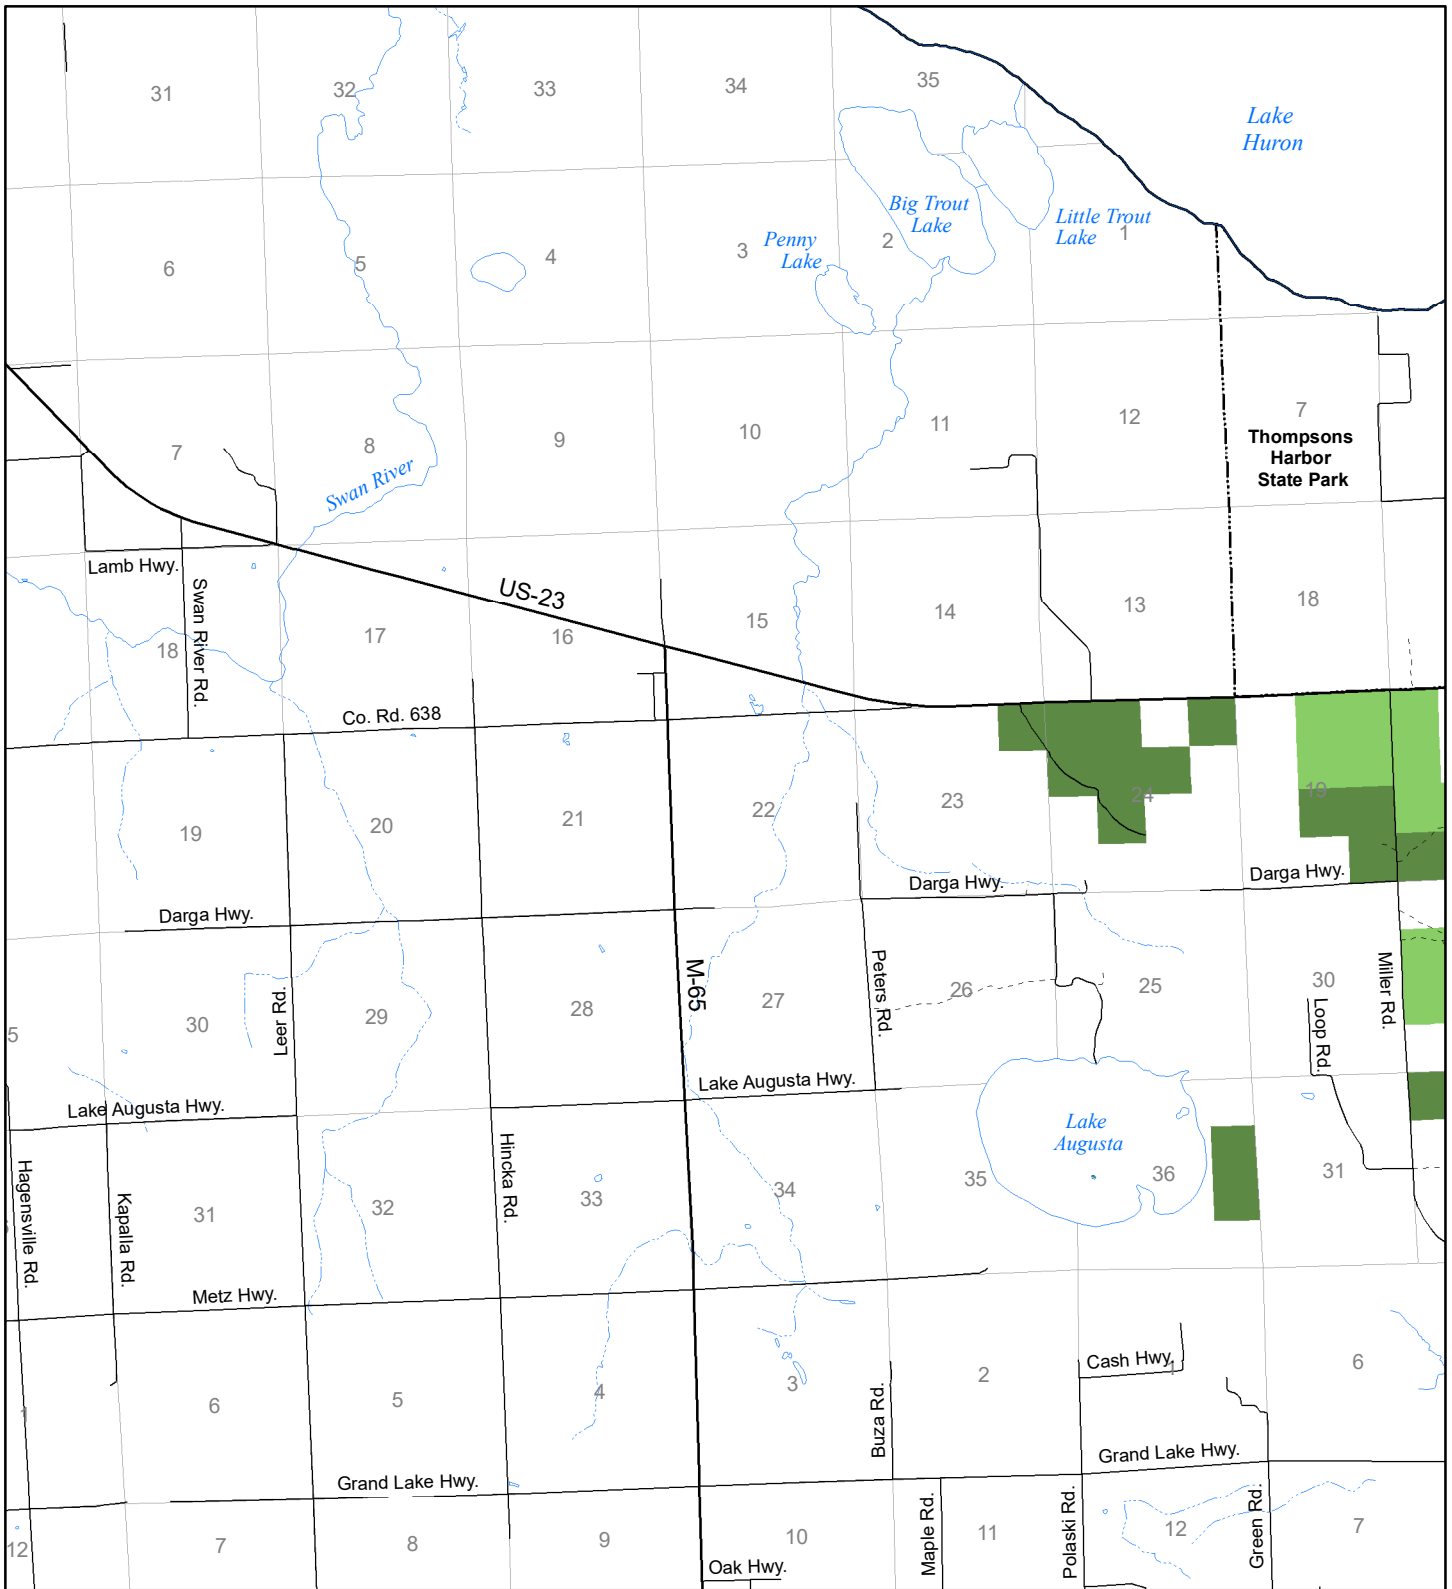 31
32
33
34
35
Lake
Huron
6
5
4
3
Penny
Lake
2
Big Trout
Lake
Little Trout
Lake
1
7
8
9
10
11
12
7
Thompsons
Harbor
State Park
Swan River
Lamb Hwy.
Swan River Rd.
US-23
18
17
16
15
14
13
18
Co. Rd. 638
19
20
21
22
23
24
19
Darga Hwy.
Darga Hwy.
Darga Hwy.
5
30
Leer Rd.
29
28
M-65
27
Peters Rd.
26
25
30
Loop Rd.
Miller Rd.
Lake Augusta Hwy.
Lake Augusta Hwy.
Lake
Augusta
Hagensville Rd.
Kapalla Rd.
31
32
Hincka Rd.
33
34
35
36
31
Metz Hwy.
1
6
5
4
3
Buza Rd.
2
Cash Hwy.
1
6
Grand Lake Hwy.
Grand Lake Hwy.
12
7
8
9
10
Maple Rd.
11
Polaski Rd.
12
Green Rd.
7
Oak Hwy.